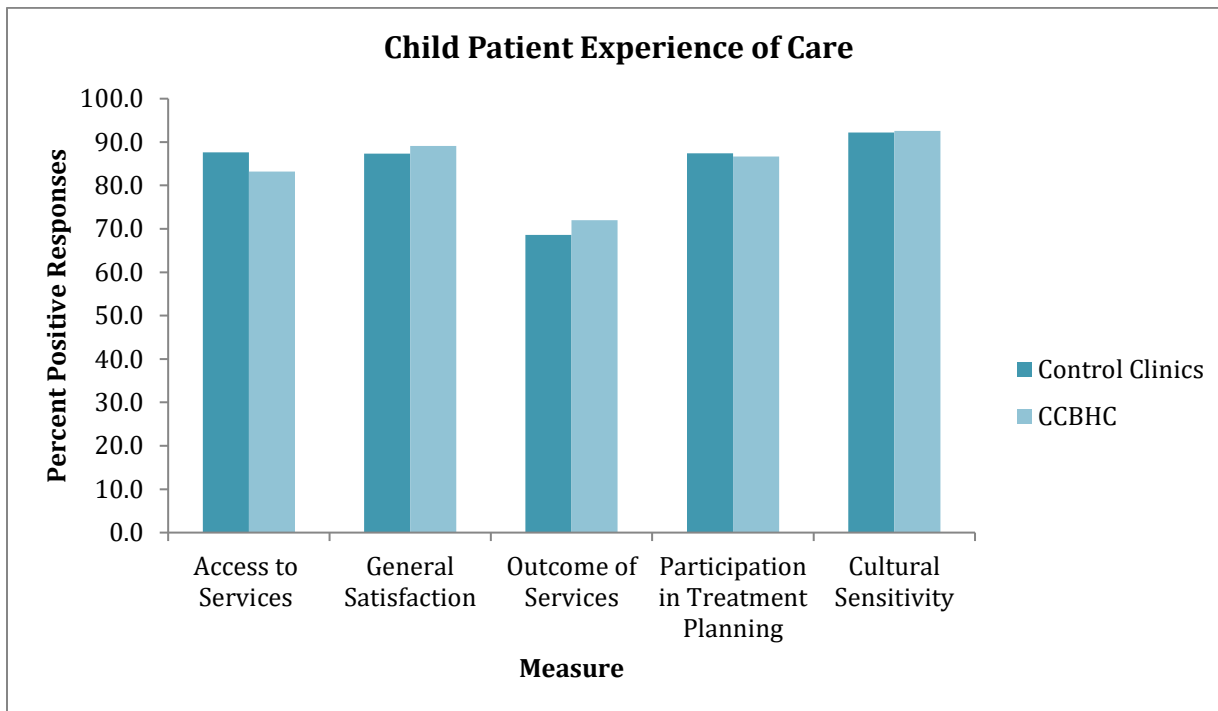 Child Patient Experience of Care
Percent Positive Responses
100.0
90.0
80.0
70.0
60.0
50.0
40.0
30.0
20.0
10.0
0.0
Access to
Services
General
Satisfaction
Outcome of
Services
Participation
in Treatment
Planning
Cultural
Sensitivity
Measure
Control Clinics
CCBHC